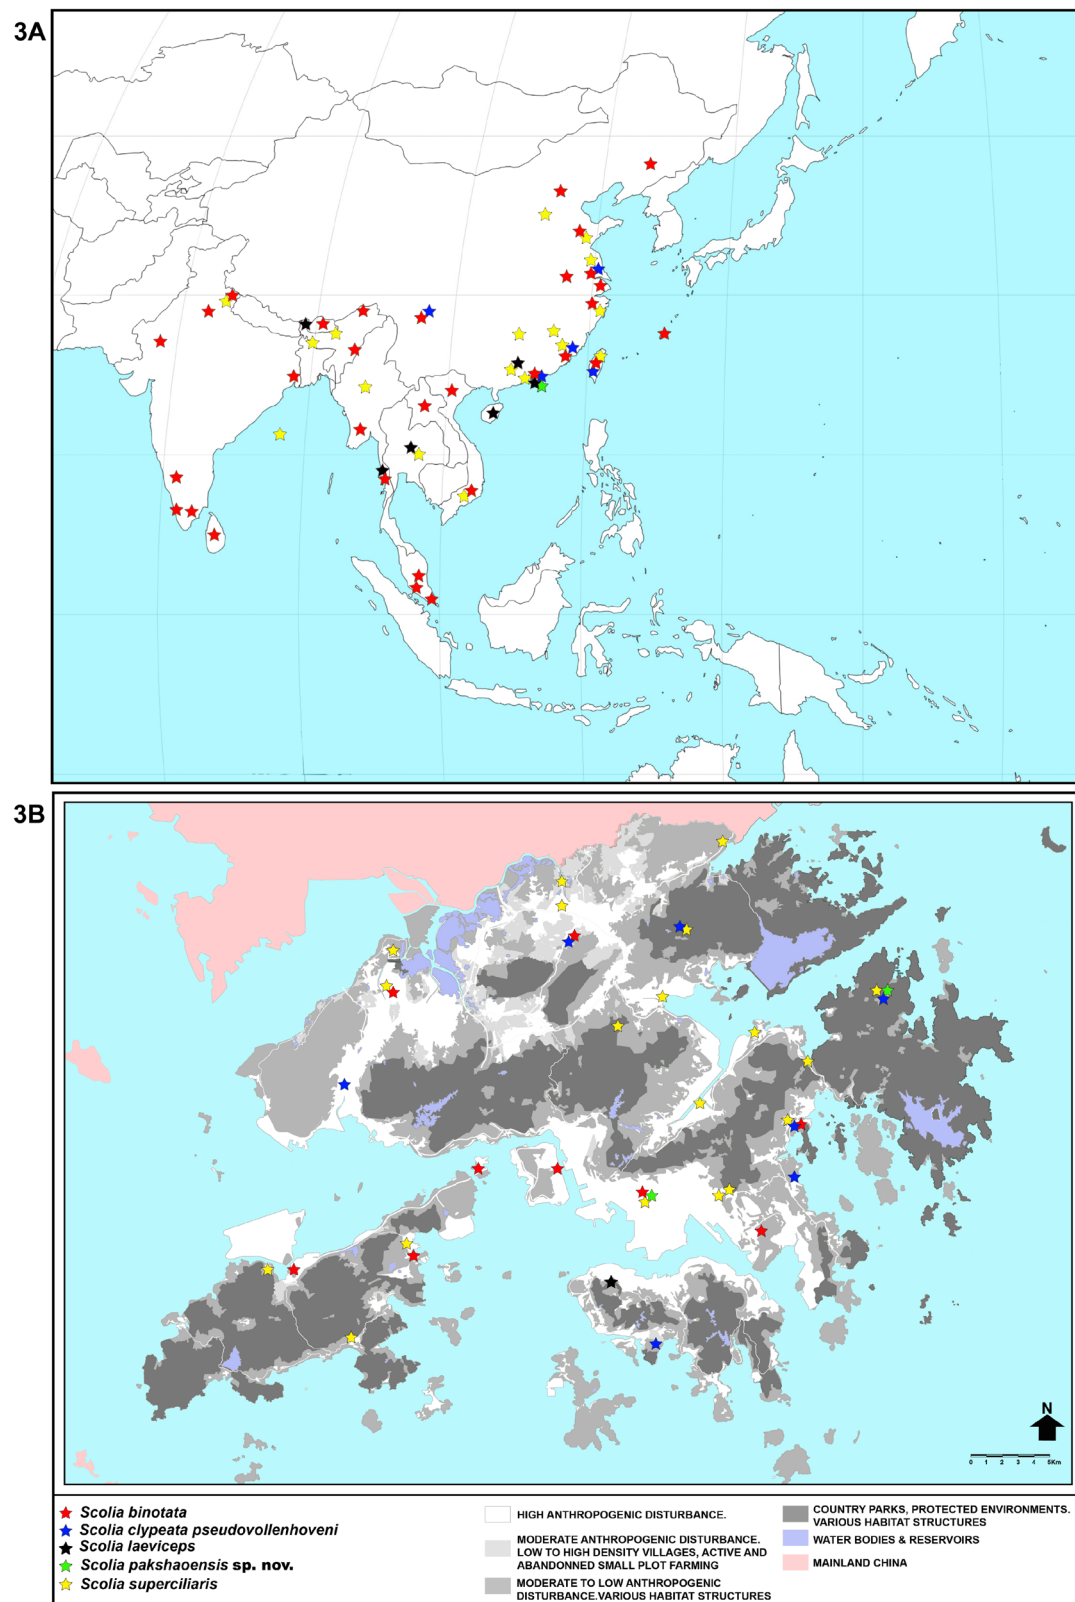 3A
3B
N
0 1 2 3 4 5Km
Scolia binotata
Scolia clypeata pseudovollenhoveni
Scolia laeviceps
Scolia pakshaoensis sp. nov.
Scolia superciliaris
HIGH ANTHROPOGENIC DISTURBANCE.
MODERATE ANTHROPOGENIC DISTURBANCE.
LOW TO HIGH DENSITY VILLAGES, ACTIVE AND
ABANDONNED SMALL PLOT FARMING
MODERATE TO LOW ANTHROPOGENIC
DISTURBANCE.VARIOUS HABITAT STRUCTURES
COUNTRY PARKS, PROTECTED ENVIRONMENTS.
VARIOUS HABITAT STRUCTURES
WATER BODIES & RESERVOIRS
MAINLAND CHINA